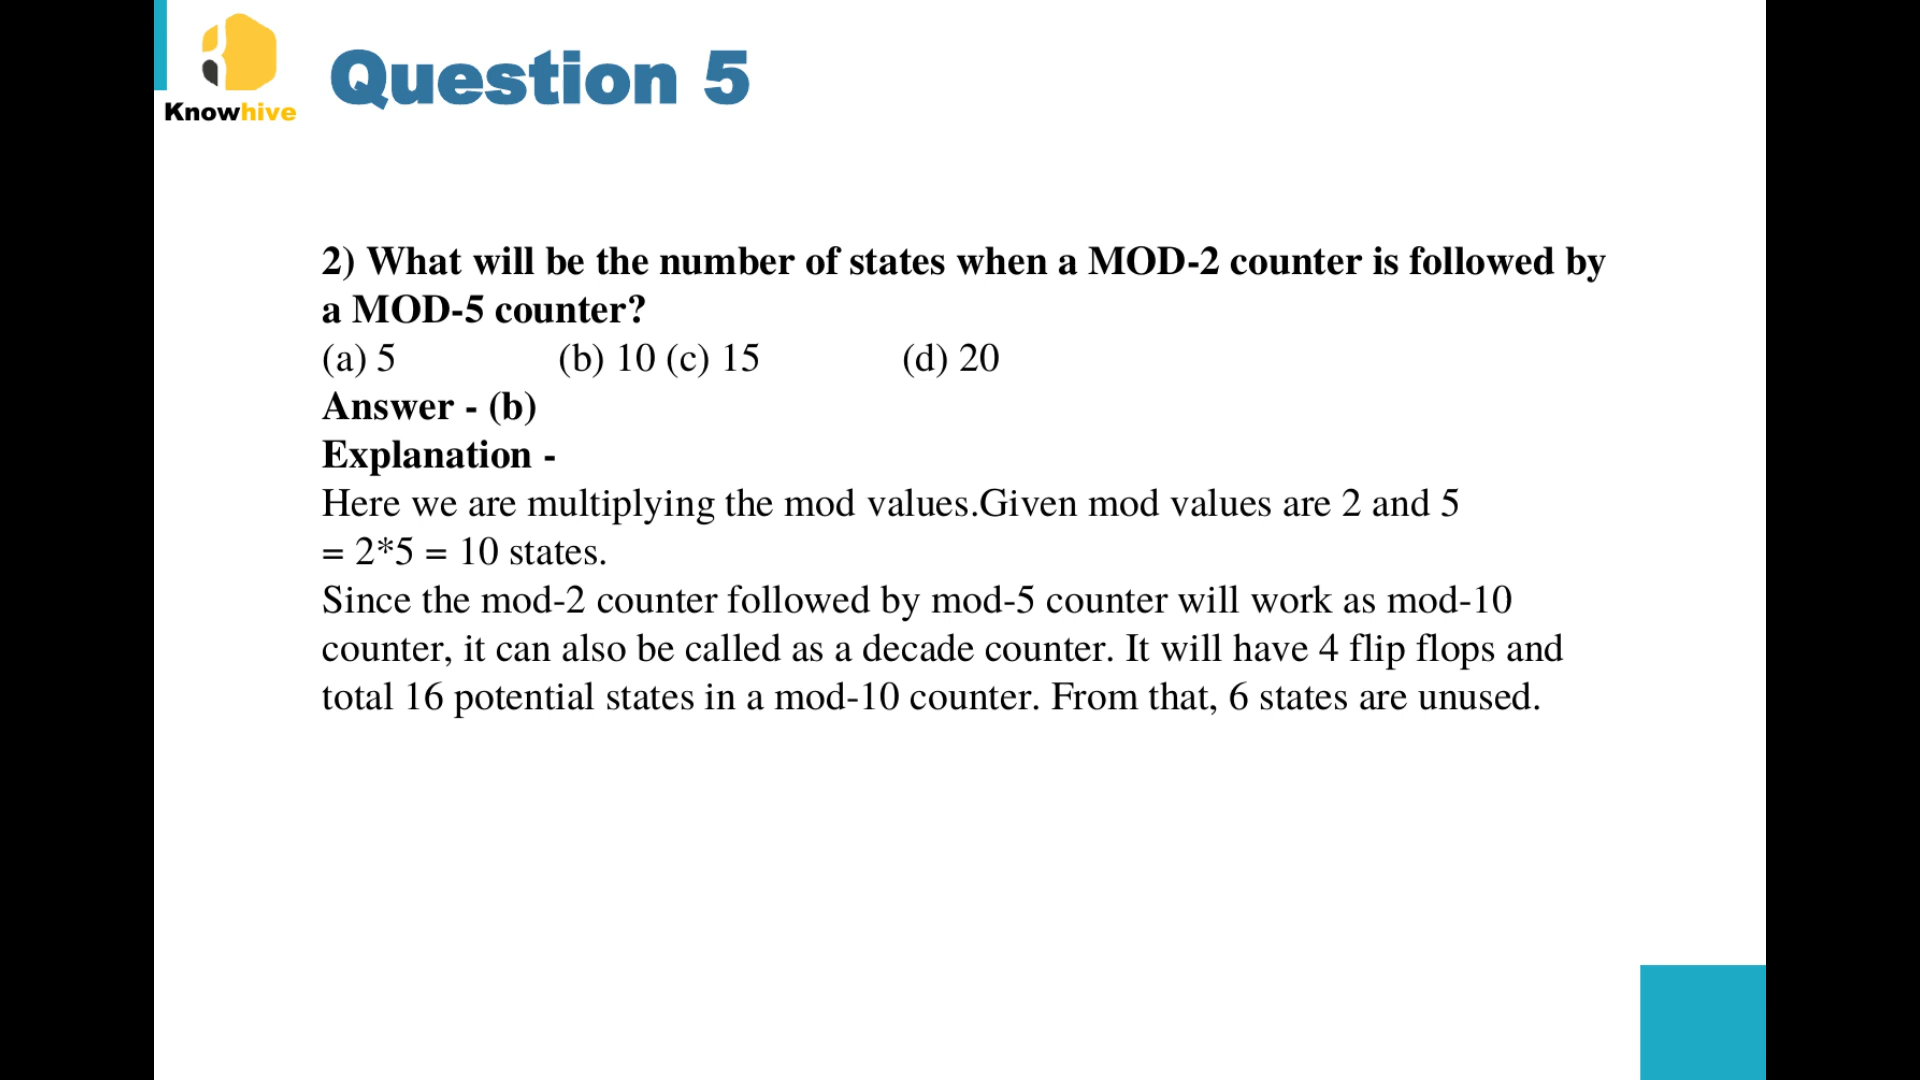 Knowhive
Question 5
2) What will be the number of states when a MOD-2 counter is followed by
a MOD-5 counter?
(a) 5 (b) 10 (c) 15 (d) 20
Answer - (b)
Explanation -
Here we are multiplying the mod values.Given mod values are 2 and 5
= 2*5 = 10 states.
Since the mod-2 counter followed by mod-5 counter will work as mod-10
counter, it can also be called as a decade counter. It will have 4 flip flops and
total 16 potential states in a mod-10 counter. From that, 6 states are unused.